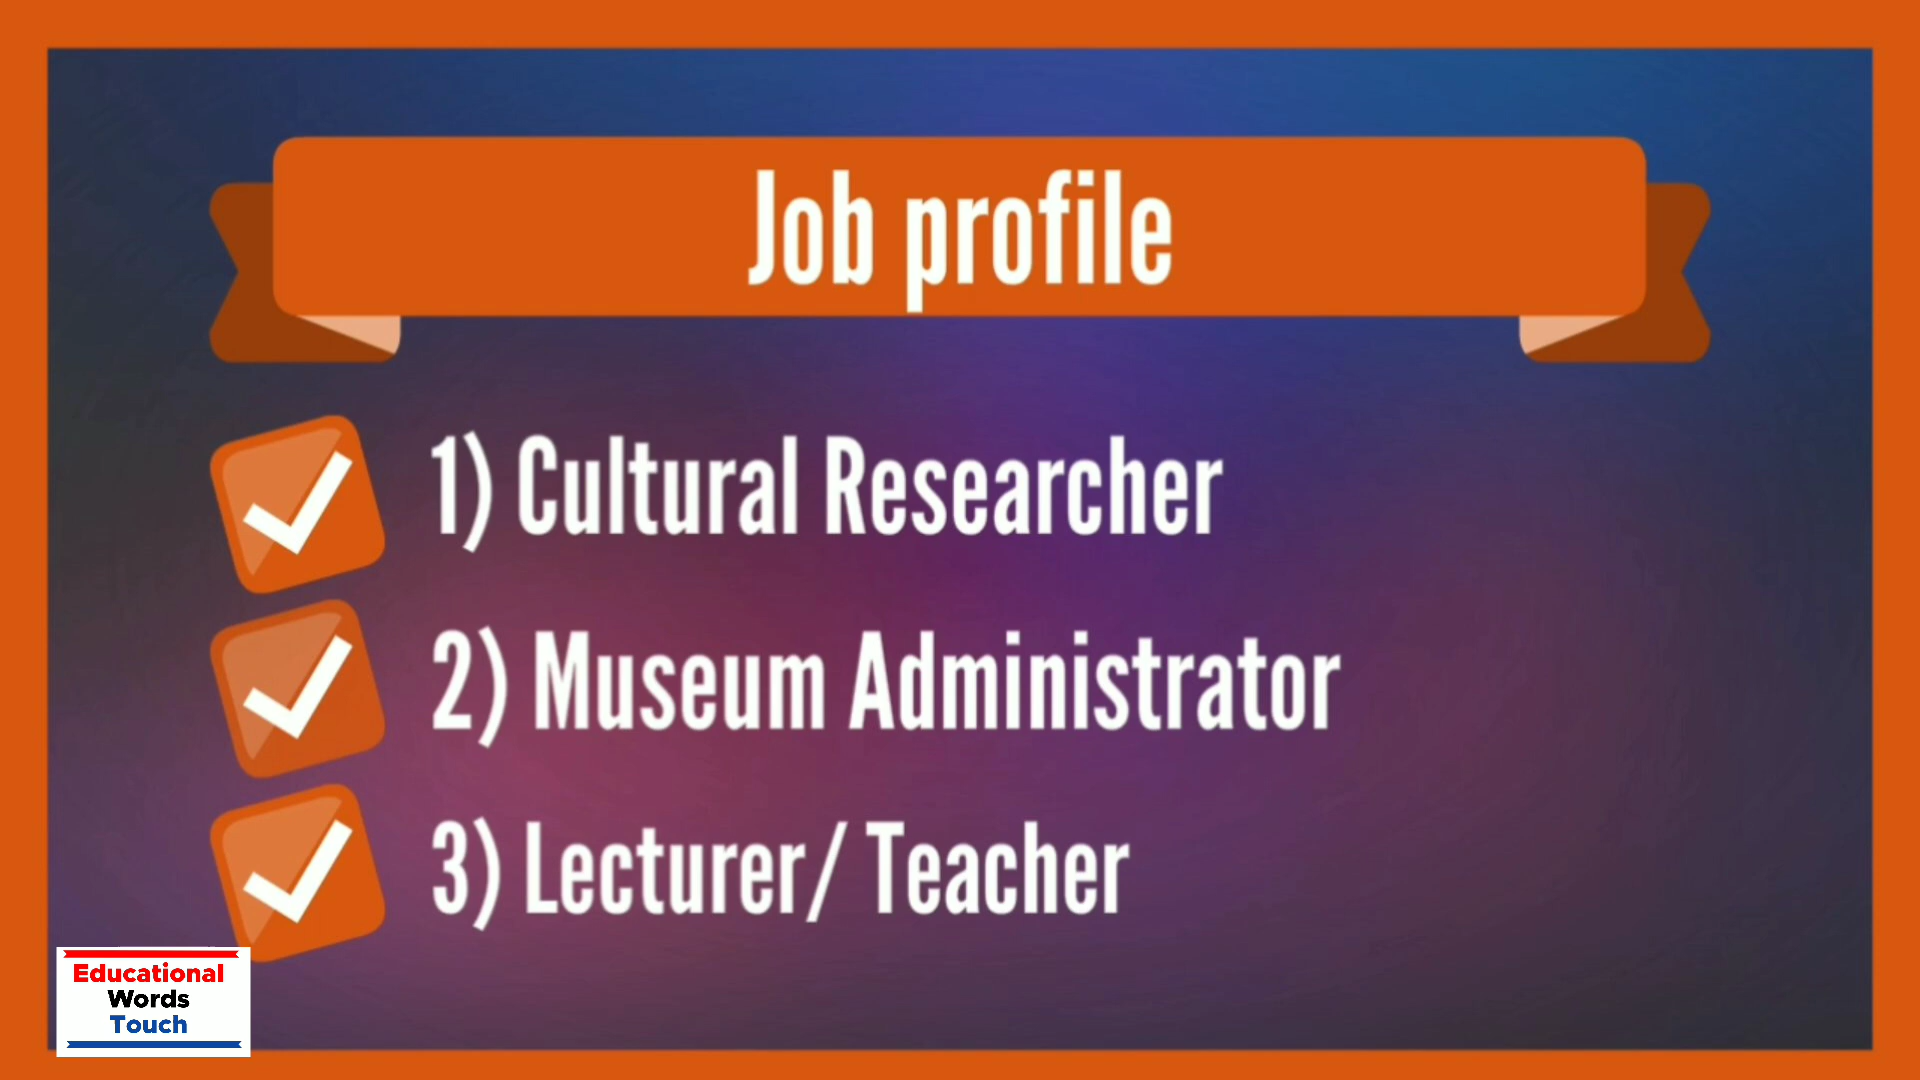 Job profile
1) Cultural Researcher
2) Museum Administrator
3) Lecturer/ Teacher
Educational
Words
Touch